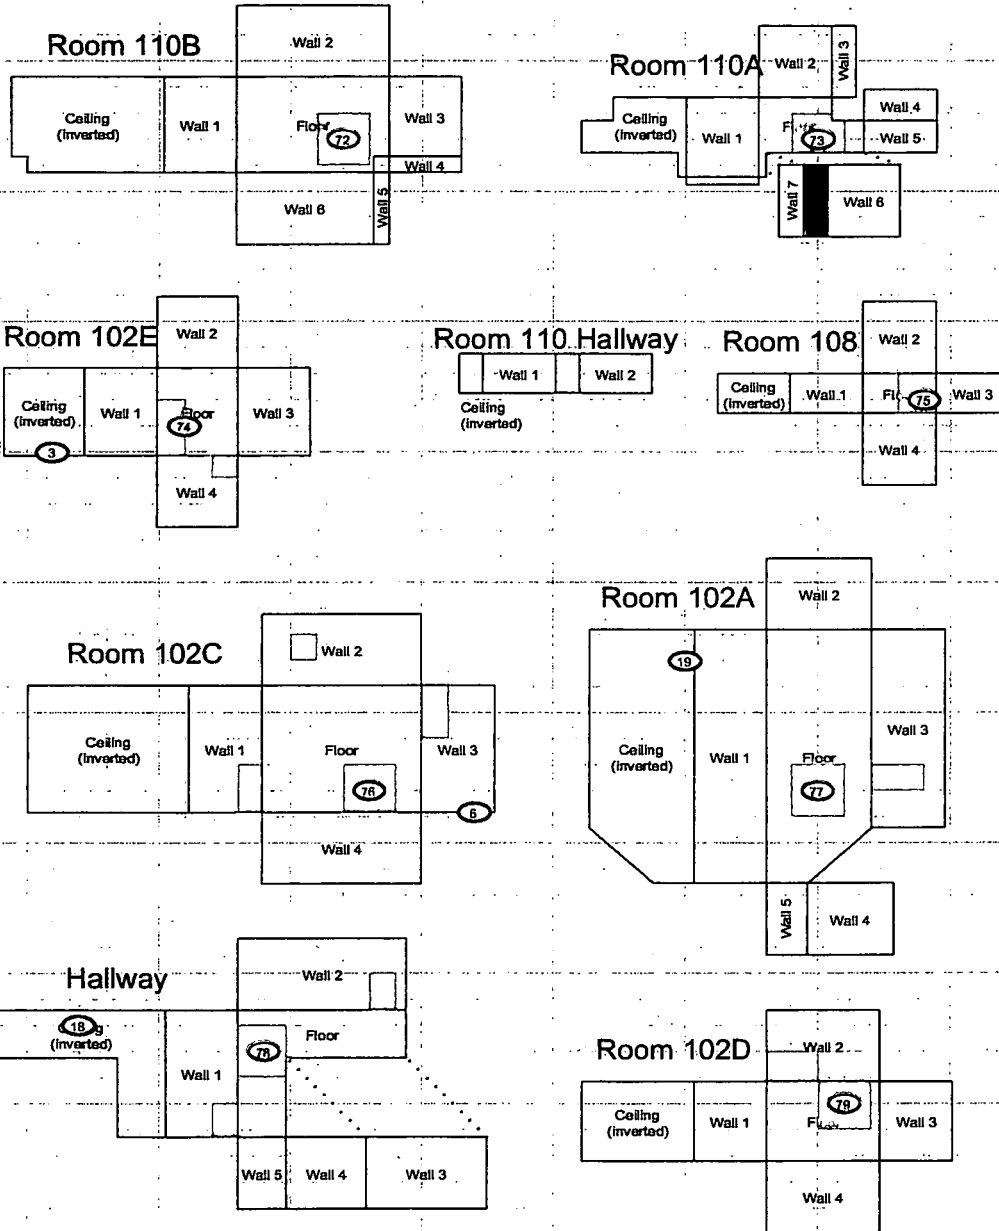 Room 110B
Wall 2
Ceiling
(inverted)
Wall 1
Floor
72
Wall 3
Wall 4
Wall 5
Wall 6
Room 110A
Wall 2
Wall 3
Ceiling
(inverted)
Wall 1
73
Wall 4
Wall 5
Wall 7
Wall 6
Room 102E
Wall 2
Ceiling
(inverted)
Wall 1
Floor
74
Wall 3
3
Wall 4
Room 110 Hallway
Wall 1
Wall 2
Ceiling
(inverted)
Room 108
Wall 2
Ceiling
(inverted)
Wall 1
75
Wall 3
Wall 4
Room 102C
Wall 2
Ceiling
(inverted)
Wall 1
Floor
Wall 3
76
6
Wall 4
Room 102A
Wall 2
19
Ceiling
(inverted)
Wall 1
Floor
77
Wall 3
Wall 5
Wall 4
Hallway
Wall 2
18
(inverted)
Floor
78
Wall 1
Wall 5
Wall 4
Wall 3
Room 102D
Wall 2
79
Ceiling
(inverted)
Wall 1
Wall 3
Wall 4